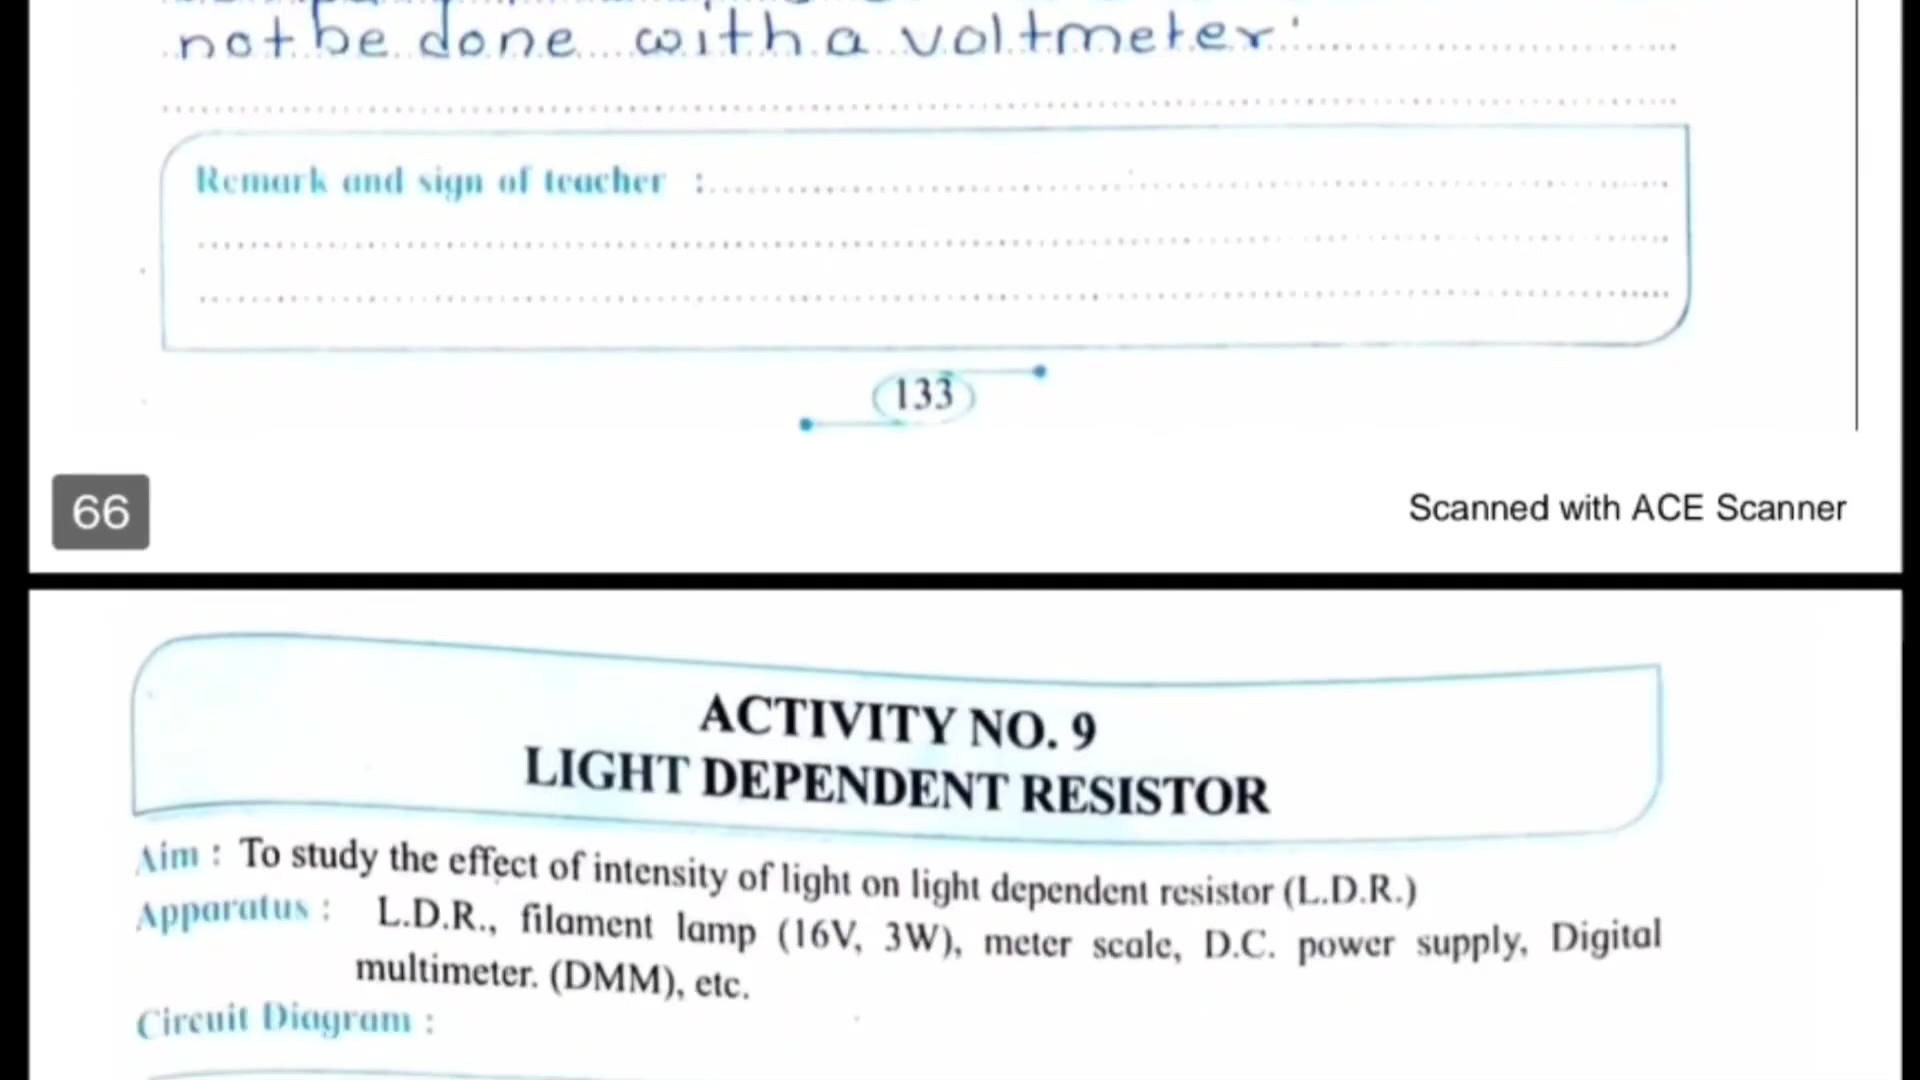 not be done with a voltmeter.
Remark and sign of teacher :
133
66
Scanned with ACE Scanner
ACTIVITY NO. 9
LIGHT DEPENDENT RESISTOR
Aim : To study the effect of intensity of light on light dependent resistor (L.D.R.)
Apparatus : L.D.R., filament lamp (16V, 3W), meter scale, D.C. power supply, Digital
multimeter. (DMM), etc.
Circuit Diagram :